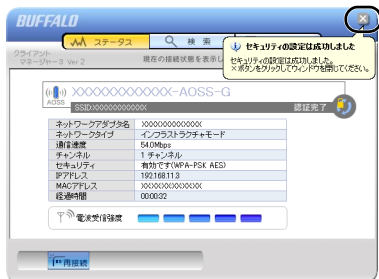 BUFFALO
クライアント
マネージャー3 Ver.2
ステータス
検 索
現在の接続状態を表示し
セキュリティの設定は成功しました
セキュリティの設定は成功しました。
×ボタンをクリックしてウィンドウを閉じてください。
AOSS
XXXXXXXXXXXXX-AOSS-G
SSID:XXXXXXXXXXX
認証完了
ネットワークアダプタ名 XXXXXXXXXXXX
ネットワークタイプ インフラストラクチャモード
通信速度 54.0Mbps
チャンネル 1 チャンネル
セキュリティ 有効です(WPA-PSK AES)
IPアドレス 192.168.11.3
MACアドレス XXXXXXXXXXXX
経過時間 00:00:32
電波受信強度
再接続